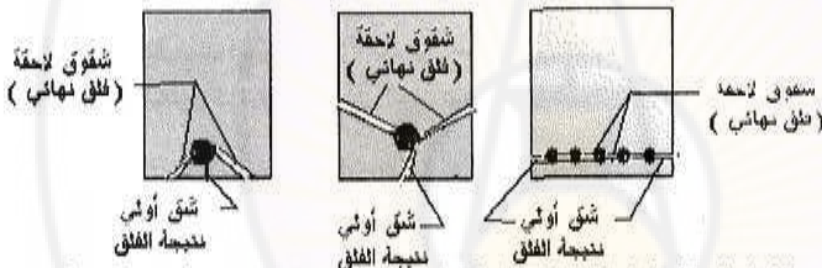 شقوق لاحقة
( فلق نهائي )
شق أولي
نتيجة الفلق
شقوق لاحقة
( فلق نهائي )
شق أولي
نتيجة الفلق
شقوق لاحقة
( فلق نهائي )
شق أولي
نتيجة الفلق